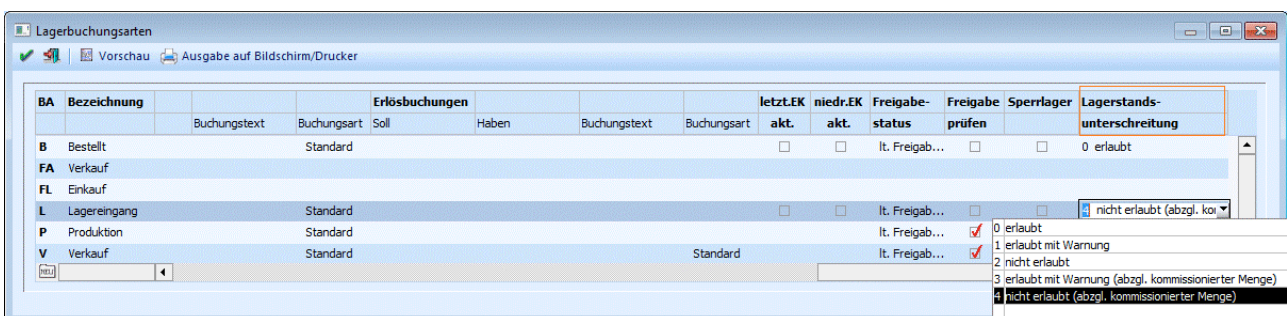 Lagerbuchungsarten
Vorschau Ausgabe auf Bildschirm/Drucker
BA Bezeichnung Erlösbuchungen letzt.EK niedr.EK Freigabe- Freigabe Sperrlager Lagerstands-
Buchungstext Buchungsart Soll Haben Buchungstext Buchungsart akt. akt. status prüfen unterschreitung
B Bestellt Standard lt. Freigab... 0 erlaubt
FA Verkauf
FL Einkauf
L Lagereingang Standard lt. Freigab... 4 nicht erlaubt (abzgl. kor
P Produktion Standard lt. Freigab... 0 erlaubt
1 erlaubt mit Warnung
V Verkauf Standard Standard lt. Freigab... 2 nicht erlaubt
NEU 3 erlaubt mit Warnung (abzgl. kommissionierter Menge)
4 nicht erlaubt (abzgl. kommissionierter Menge)